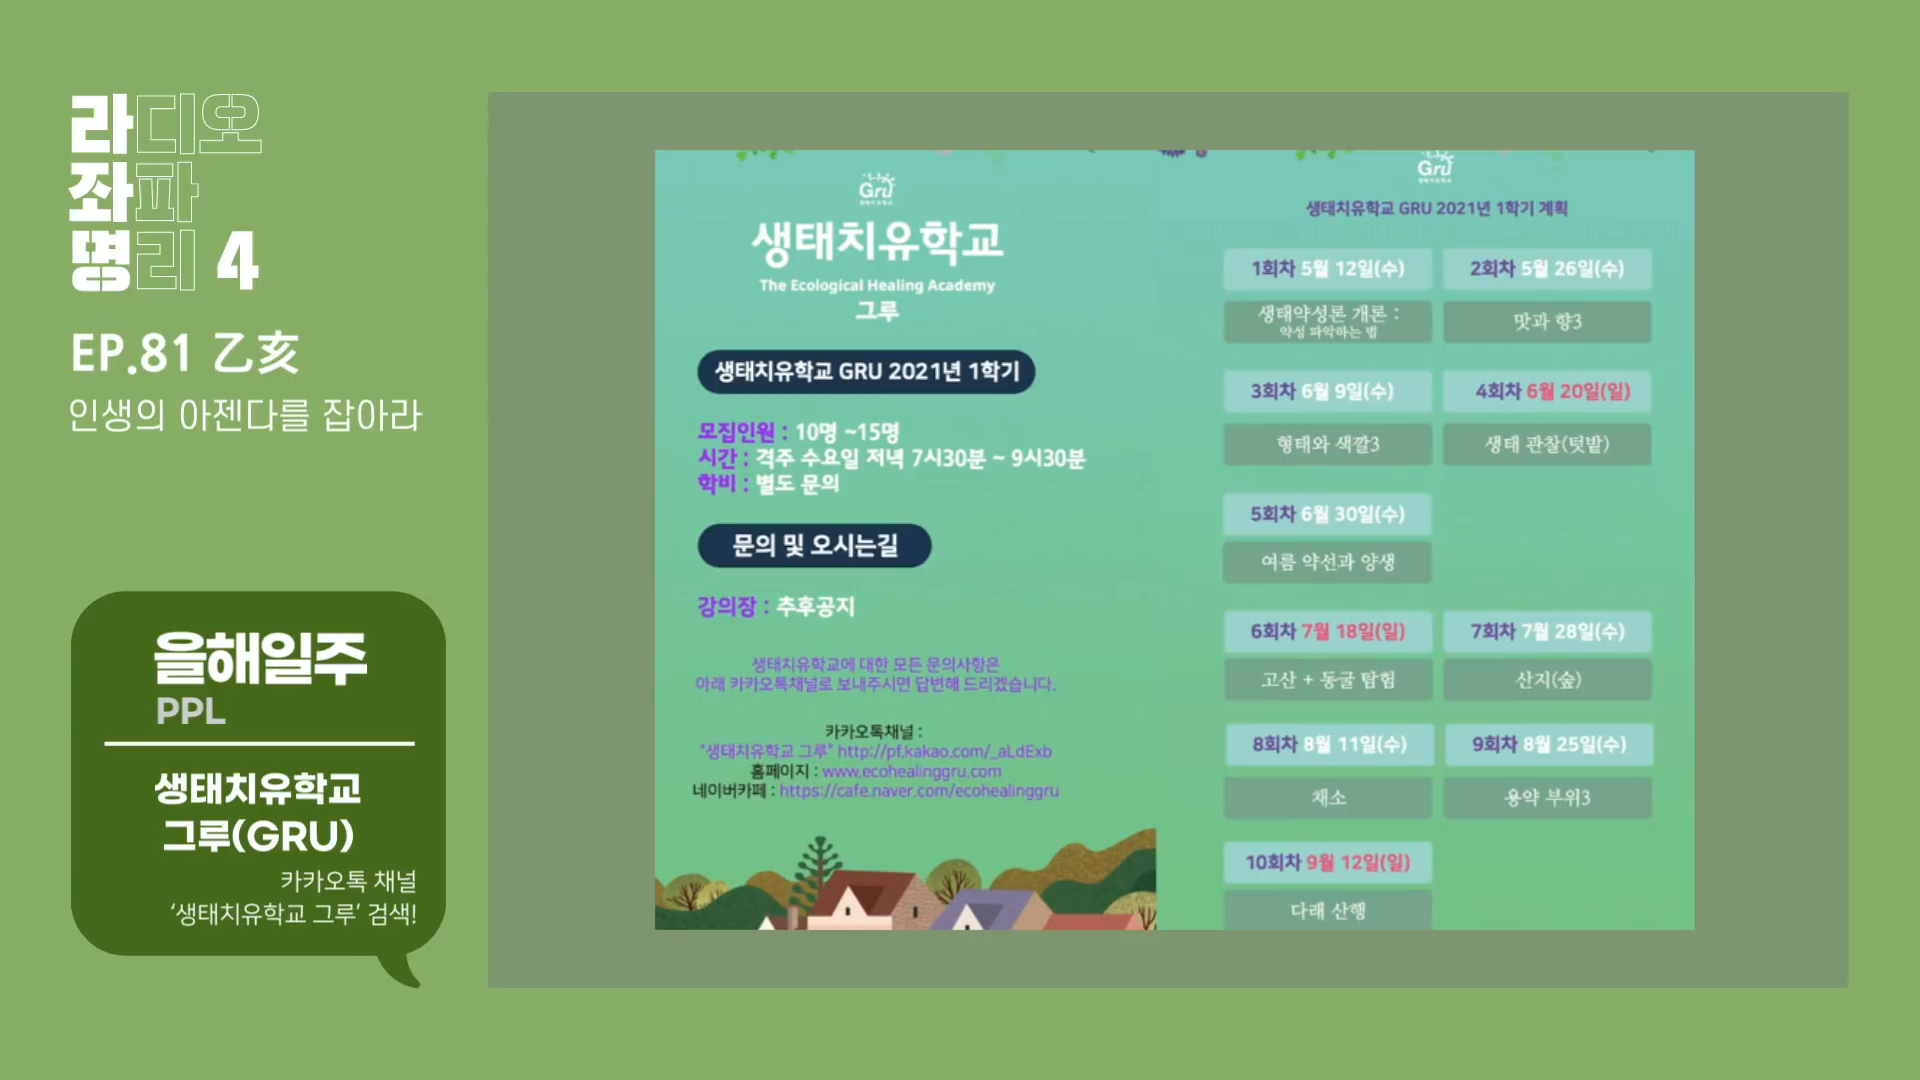 라디오
좌파
명리 4
EP.81 乙亥
인생의 아젠다를 잡아라
올해일주
PPL
생태치유학교
그루(GRU)
카카오톡 채널
‘생태치유학교 그루’ 검색!
Gru
생태치유학교
The Ecological Healing Academy
그루
생태치유학교 GRU 2021년 1학기
모집인원 : 10명 ~15명
시간 : 격주 수요일 저녁 7시30분 ~ 9시30분
학비 : 별도 문의
문의 및 오시는길
강의장 : 추후공지
생태치유학교에 대한 모든 문의사항은
아래 카카오톡채널로 보내주시면 답변해 드리겠습니다.
카카오톡채널 :
"생태치유학교 그루" http://pf.kakao.com/_aLdExb
홈페이지 : www.ecohealinggru.com
네이버카페 : https://cafe.naver.com/ecohealinggru
Gru
생태치유학교 GRU 2021년 1학기 계획
1회차 5월 12일(수)
생태약성론 개론 :
약성 파악하는 법
2회차 5월 26일(수)
맛과 향3
3회차 6월 9일(수)
형태와 색깔3
4회차 6월 20일(일)
생태 관찰(텃밭)
5회차 6월 30일(수)
여름 약선과 양생
6회차 7월 18일(일)
고산 + 동굴 탐험
7회차 7월 28일(수)
산지(숲)
8회차 8월 11일(수)
채소
9회차 8월 25일(수)
용약 부위3
10회차 9월 12일(일)
다래 산행